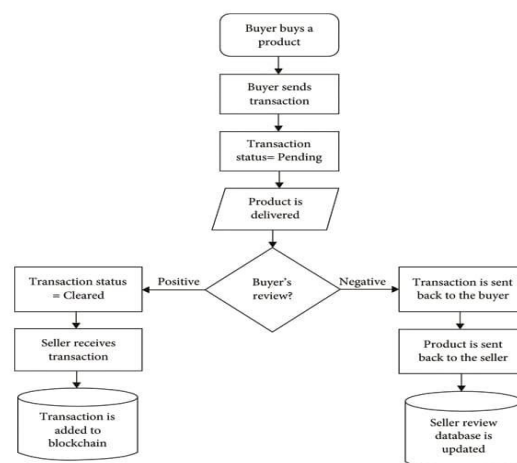 Buyer buys a
product
Buyer sends
transaction
Transaction
status= Pending
Product is
delivered
Buyer's
review?
Positive
Negative
Transaction status
= Cleared
Seller receives
transaction
Transaction is
added to
blockchain
Transaction is sent
back to the buyer
Product is sent
back to the seller
Seller review
database is
updated